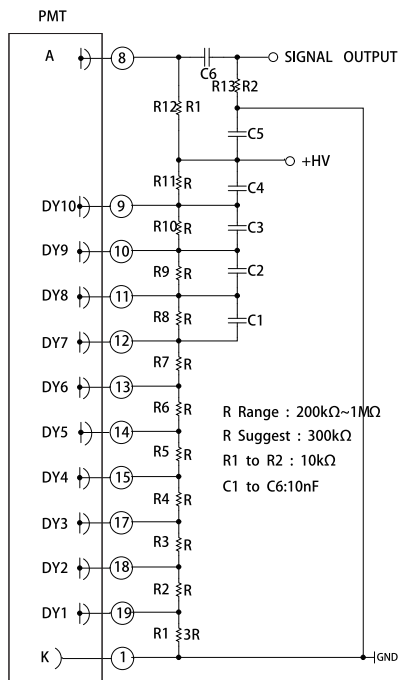 PMT
A 8 C6 SIGNAL OUTPUT
R13 R2
R12 R1
C5
+HV
R11 R C4
DY10 9
R10 R C3
DY9 10
R9 R C2
DY8 11
R8 R C1
DY7 12
R7 R
DY6 13
R6 R
DY5 14
R5 R
DY4 15
R4 R
DY3 17
R3 R
DY2 18
R2 R
DY1 19
R1 3R
K 1 GND
R Range : 200kΩ~1MΩ
R Suggest : 300kΩ
R1 to R2 : 10kΩ
C1 to C6:10nF